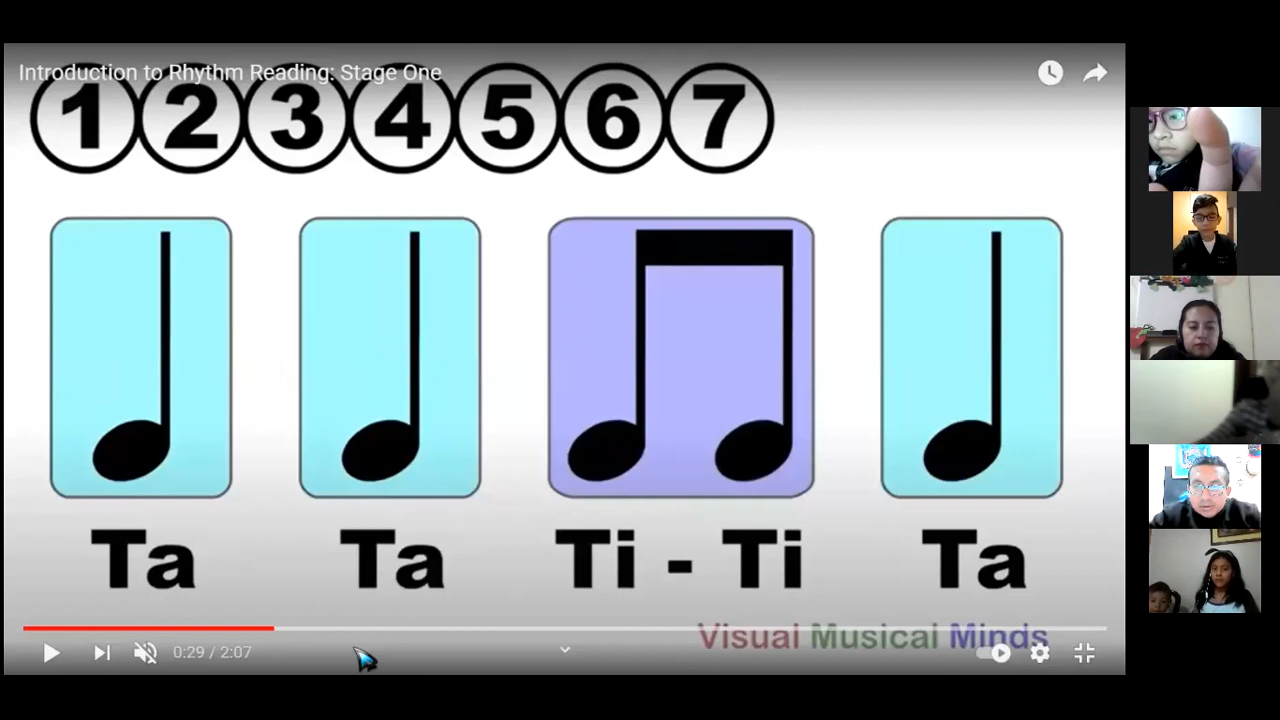 Introduction to Rhythm Reading: Stage One
1 2 3 4 5 6 7
Ta Ta Ti - Ti Ta
Visual Musical Minds
0:29 / 2:07